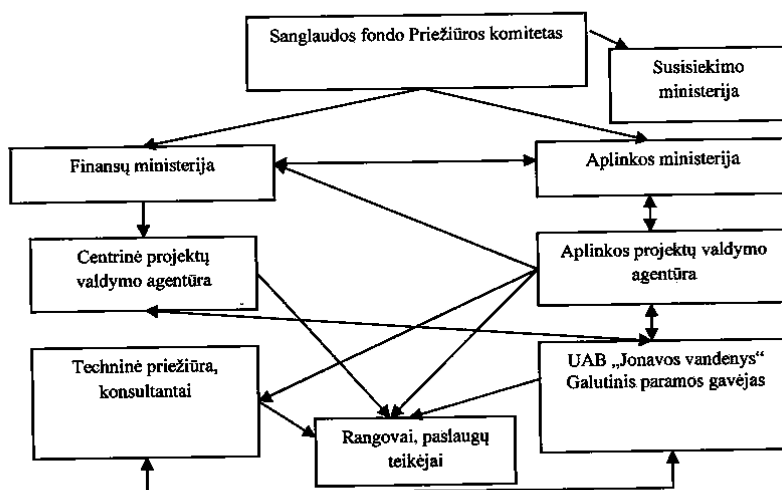 Sanglaudos fondo Priežiūros komitetas
Susisiekimo
ministerija
Finansų ministerija
Aplinkos ministerija
Centrinė projektų
valdymo agentūra
Aplinkos projektų valdymo
agentūra
Techninė priežiūra,
konsultantai
UAB „Jonavos vandenys“
Galutinis paramos gavėjas
Rangovai, paslaugų
teikėjai